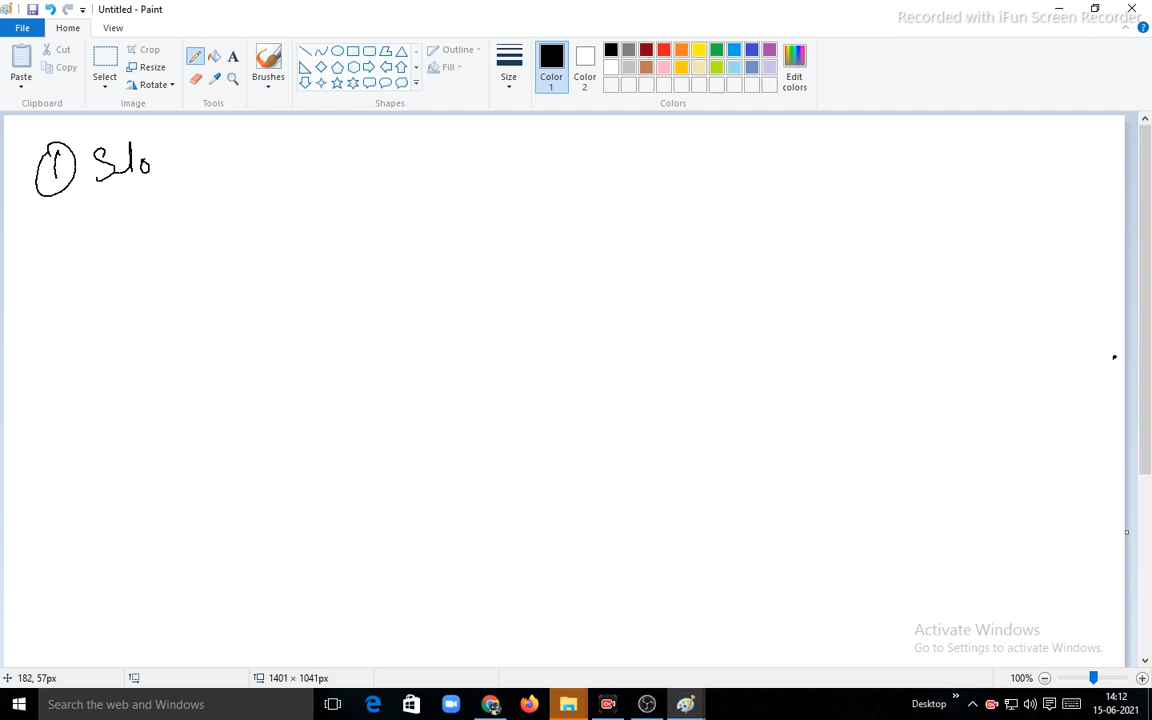 Untitled - Paint
Recorded with iFun Screen Recorder
File Home View
Paste Cut Copy Clipboard
Select Crop Resize Rotate Image
Tools
Brushes
Shapes
Outline Fill
Size
Color 1
Color 2
Edit colors
Colors
① Slo
Activate Windows
Go to Settings to activate Windows.
182, 57px 1401 × 1041px 100%
Search the web and Windows
Desktop
14:12
15-06-2021